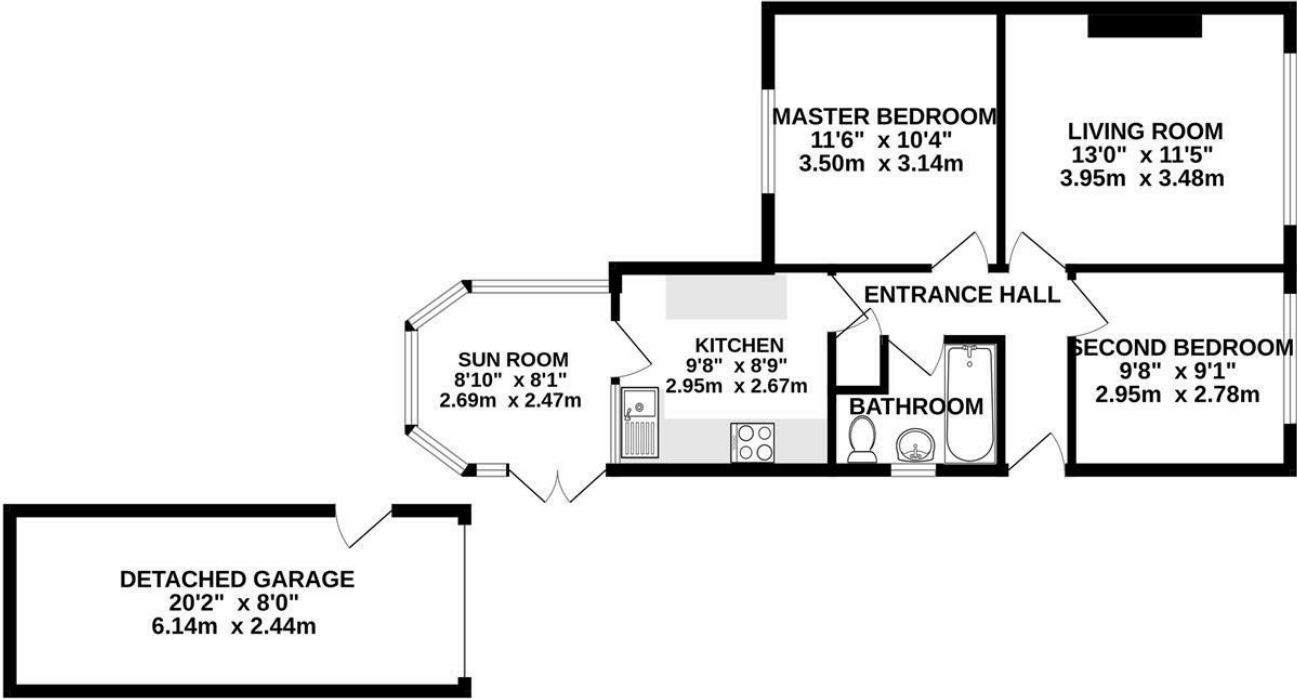 MASTER BEDROOM
11'6" x 10'4"
3.50m x 3.14m
LIVING ROOM
13'0" x 11'5"
3.95m x 3.48m
ENTRANCE HALL
SUN ROOM
8'10" x 8'1"
2.69m x 2.47m
KITCHEN
9'8" x 8'9"
2.95m x 2.67m
SECOND BEDROOM
9'8" x 9'1"
2.95m x 2.78m
BATHROOM
DETACHED GARAGE
20'2" x 8'0"
6.14m x 2.44m